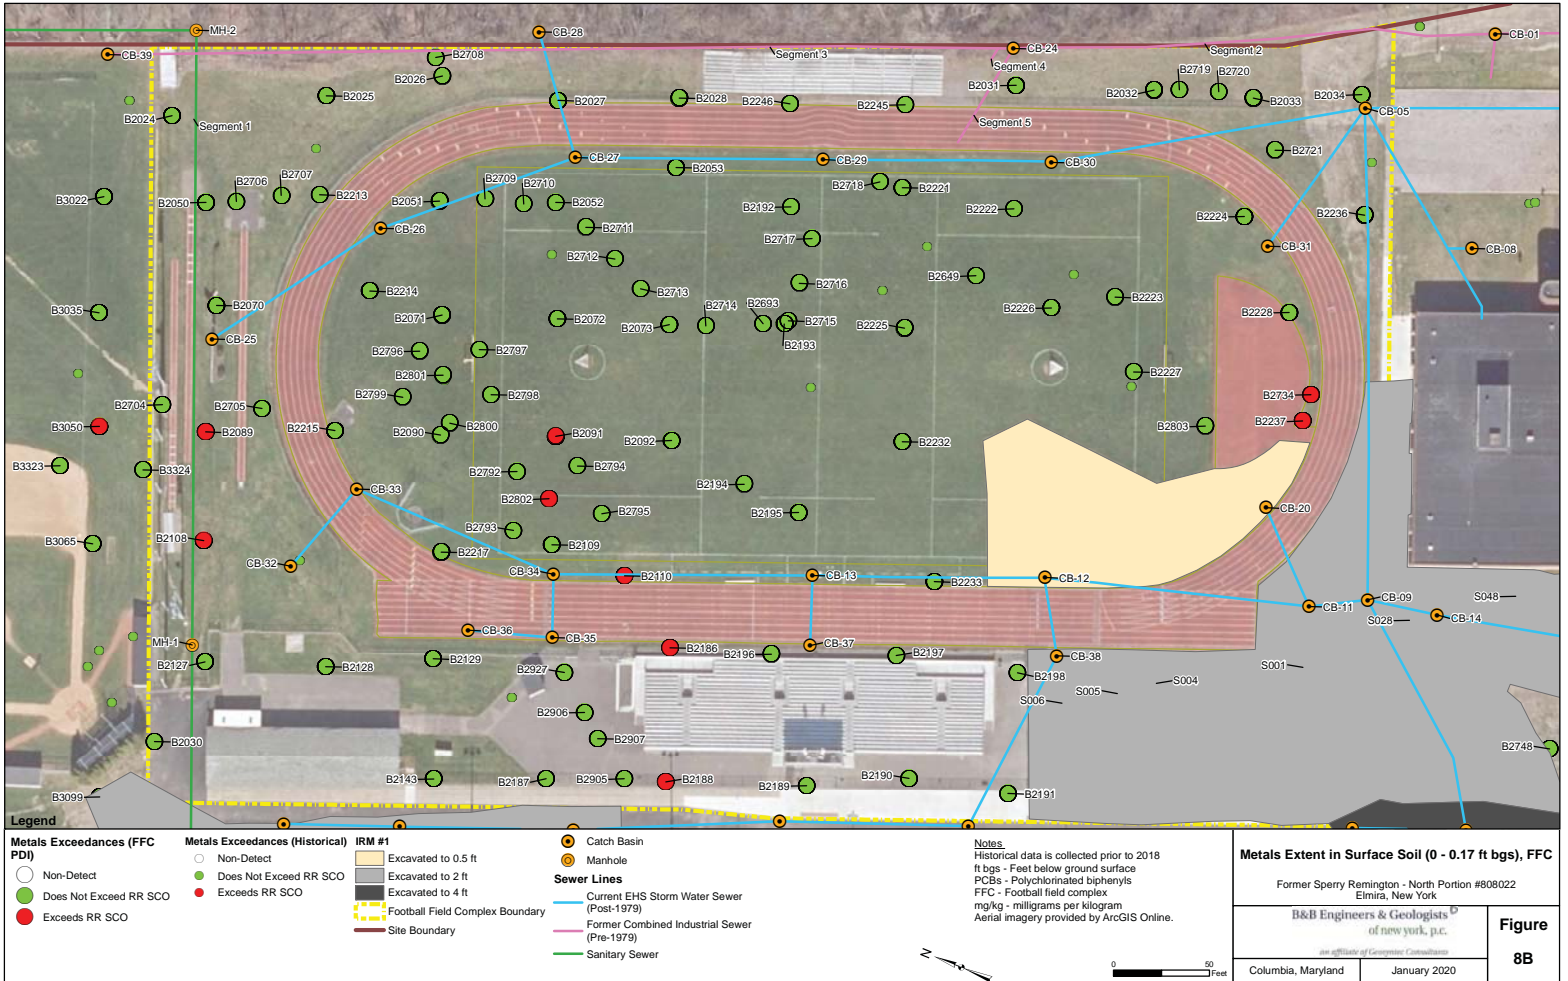 MH-2
CB-28
CB-39
B2708
B2026
Segment 3
CB-24
Segment 2
CB-01
Segment 4
B2025
B2027
B2028
B2246
B2245
B2031
B2032
B2719
B2720
B2033
B2034
CB-05
B2024
Segment 1
Segment 5
B2721
CB-27
CB-29
CB-30
B2053
B3022
B2050
B2706
B2707
B2213
B2051
B2709
B2710
B2052
B2718
B2221
B2192
B2222
B2224
B2236
CB-26
B2711
B2717
CB-31
CB-08
B2712
B2649
B2214
B2713
B2716
B2223
B3035
B2070
B2071
B2072
B2073
B2714
B2693
B2715
B2193
B2225
B2226
B2228
CB-25
B2796
B2797
B2801
B2227
B2799
B2798
B2734
B2704
B2705
B2237
B3050
B2089
B2215
B2800
B2090
B2091
B2092
B2232
B2803
B3323
B3324
B2792
B2794
B2194
CB-33
B2802
B2795
B2195
CB-20
B3065
B2108
B2793
B2109
B2217
CB-32
CB-34
B2110
CB-13
B2233
CB-12
CB-11
CB-09
S048
S028
CB-14
CB-36
CB-35
CB-37
MH-1
B2127
B2128
B2129
B2186
B2196
B2197
CB-38
S001
B2927
B2198
S005
S004
S006
B2906
B2030
B2907
B2748
B2143
B2187
B2905
B2188
B2189
B2190
B2191
B3099
Legend
Metals Exceedances (FFC
PDI)
Non-Detect
Does Not Exceed RR SCO
Exceeds RR SCO
Metals Exceedances (Historical)
Non-Detect
Does Not Exceed RR SCO
Exceeds RR SCO
IRM #1
Excavated to 0.5 ft
Excavated to 2 ft
Excavated to 4 ft
Football Field Complex Boundary
Site Boundary
Catch Basin
Manhole
Sewer Lines
Current EHS Storm Water Sewer
(Post-1979)
Former Combined Industrial Sewer
(Pre-1979)
Sanitary Sewer
N
Notes
Historical data is collected prior to 2018
ft bgs - Feet below ground surface
PCBs - Polychlorinated biphenyls
FFC - Football field complex
mg/kg - milligrams per kilogram
Aerial imagery provided by ArcGIS Online.
0 50
Feet
Metals Extent in Surface Soil (0 - 0.17 ft bgs), FFC
Former Sperry Remington - North Portion #808022
Elmira, New York
B&B Engineers & Geologists
of new york, p.c.
an affiliate of Geosyntec Consultants
Figure
8B
Columbia, Maryland
January 2020